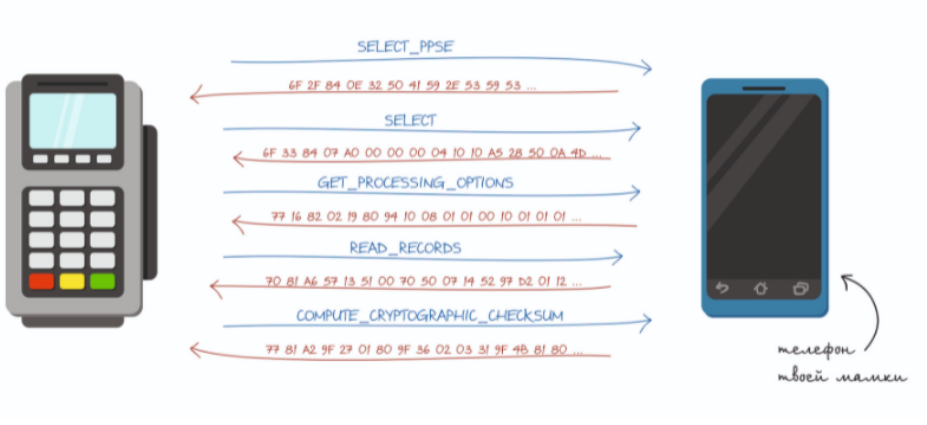 SELECT_PPSE
6F 2F 84 0E 32 50 41 59 2E 53 59 53 ...
SELECT
6F 33 84 07 A0 00 00 00 04 10 10 A5 28 50 0A 4D ...
GET_PROCESSING_OPTIONS
77 16 82 02 19 80 94 10 08 01 01 00 10 01 01 01 ...
READ_RECORDS
70 81 A6 57 13 51 00 70 50 07 14 52 97 D2 01 12 ...
COMPUTE_CRYPTOGRAPHIC_CHECKSUM
77 81 A2 9F 27 01 80 9F 36 02 03 31 9F 4B 81 80 ...
телефон
твоей мамки